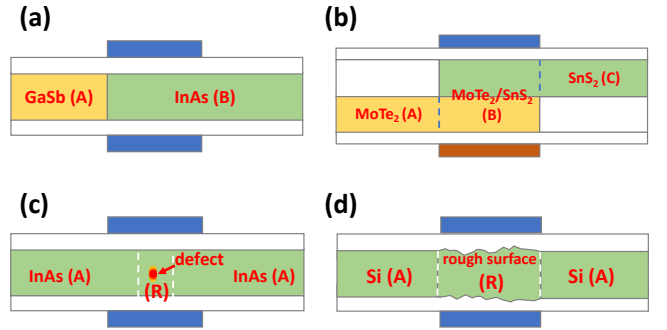 (a)
GaSb (A)
InAs (B)
(b)
MoTe₂ (A)
MoTe₂/SnS₂
(B)
SnS₂ (C)
(c)
InAs (A)
defect
(R)
InAs (A)
(d)
Si (A)
rough surface
(R)
Si (A)